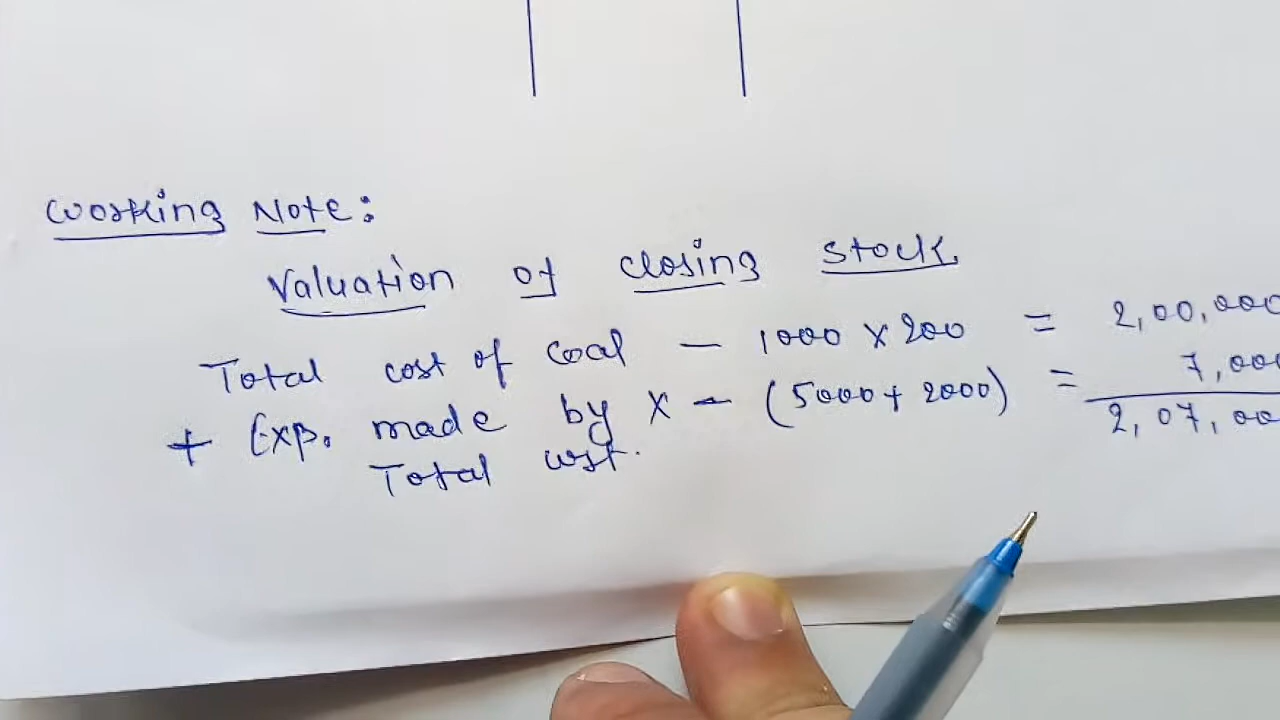 Working Note:
Valuation of closing stock
Total cost of coal - 1000 x 200 = 2,00,000
+ Exp. made by X - (5000 + 2000) = 7,000
Total cost. 2,07,00